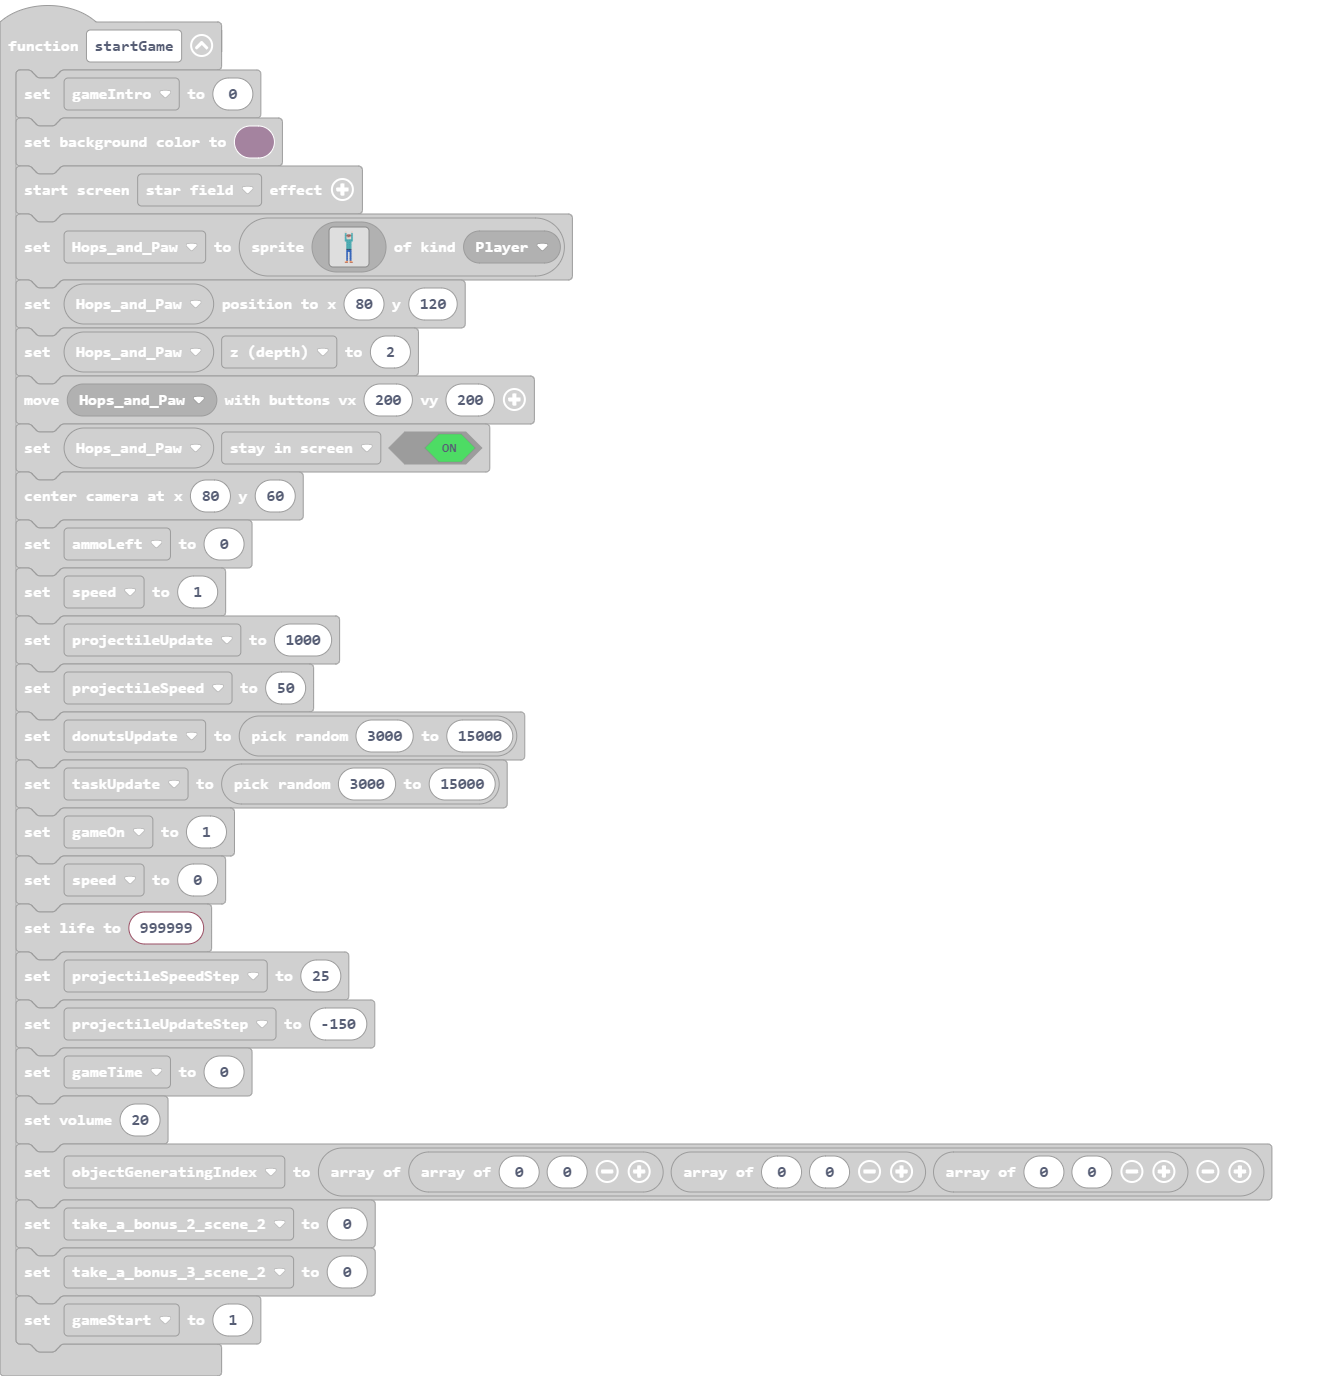 function startGame
set gameIntro to 0
set background color to
start screen star field effect
set Hops_and_Paw to sprite of kind Player
set Hops_and_Paw position to x 80 y 120
set Hops_and_Paw z (depth) to 2
move Hops_and_Paw with buttons vx 200 vy 200
set Hops_and_Paw stay in screen ON
center camera at x 80 y 60
set ammoLeft to 0
set speed to 1
set projectileUpdate to 1000
set projectileSpeed to 50
set donutsUpdate to pick random 3000 to 15000
set taskUpdate to pick random 3000 to 15000
set gameOn to 1
set speed to 0
set life to 999999
set projectileSpeedStep to 25
set projectileUpdateStep to -150
set gameTime to 0
set volume 20
set objectGeneratingIndex to array of array of 0 0 array of 0 0 array of 0 0
set take_a_bonus_2_scene_2 to 0
set take_a_bonus_3_scene_2 to 0
set gameStart to 1